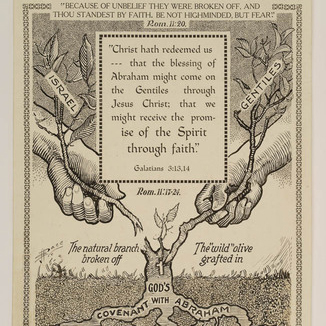 "BECAUSE OF UNBELIEF THEY WERE BROKEN OFF, AND
THOU STANDEST BY FAITH. BE NOT HIGHMINDED, BUT FEAR."
Rom. 11:20.
"Christ hath redeemed us
--- that the blessing of
Abraham might come on
the Gentiles through
Jesus Christ; that we
might receive the prom-
ise of the Spirit
through faith."
Galatians 3:13,14
ISRAEL
GENTILES
Rom. 11:17-24.
The natural branch
broken off
The "wild" olive
grafted in
GOD'S
COVENANT WITH ABRAHAM